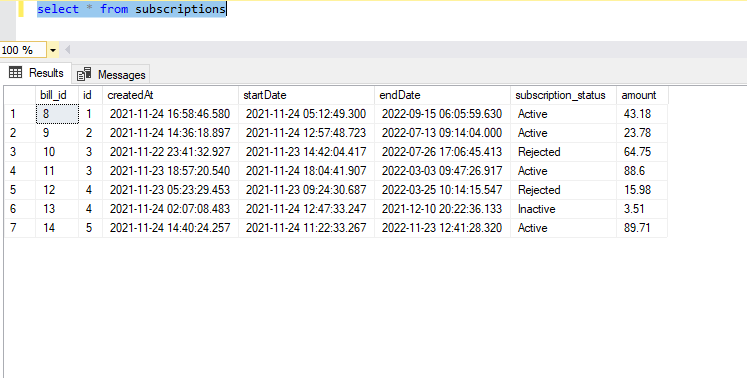 select * from subscriptions
100 %
Results Messages
bill_id id createdAt startDate endDate subscription_status amount
1 8 1 2021-11-24 16:58:46.580 2021-11-24 05:12:49.300 2022-09-15 06:05:59.630 Active 43.18
2 9 2 2021-11-24 14:36:18.897 2021-11-24 12:57:48.723 2022-07-13 09:14:04.000 Active 23.78
3 10 3 2021-11-22 23:41:32.927 2021-11-23 14:42:04.417 2022-07-26 17:06:45.413 Rejected 64.75
4 11 3 2021-11-23 18:57:20.540 2021-11-24 18:04:41.907 2022-03-03 09:47:26.917 Active 88.6
5 12 4 2021-11-23 05:23:29.453 2021-11-23 09:24:30.687 2022-03-25 10:14:15.547 Rejected 15.98
6 13 4 2021-11-24 02:07:08.483 2021-11-24 12:47:33.247 2021-12-10 20:22:36.133 Inactive 3.51
7 14 5 2021-11-24 14:40:24.257 2021-11-24 11:22:33.267 2022-11-23 12:41:28.320 Active 89.71